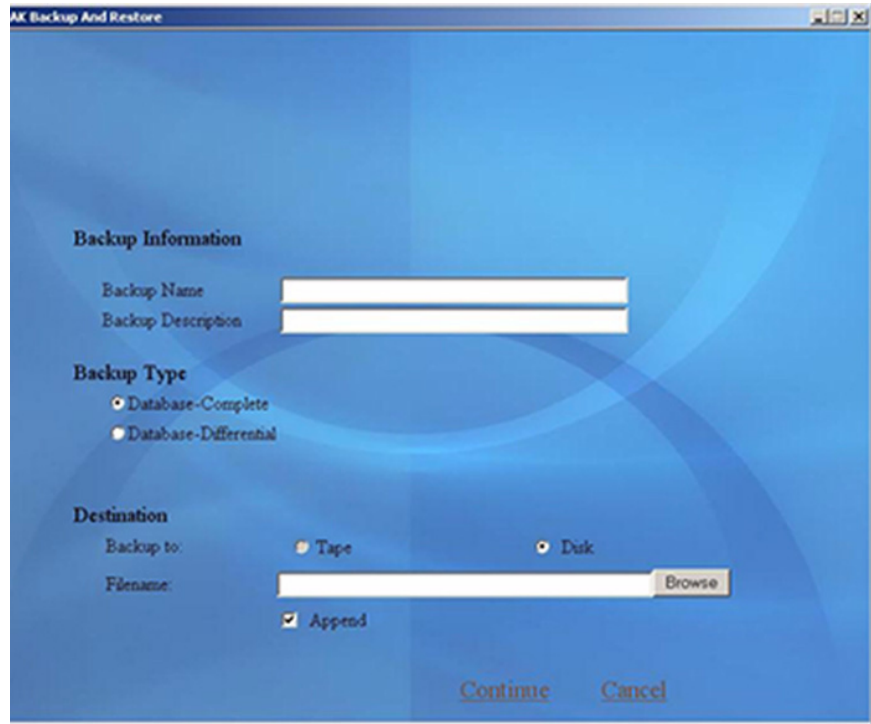 AK Backup And Restore
Backup Information
Backup Name
Backup Description
Backup Type
Database-Complete
Database-Differential
Destination
Backup to: Tape Disk
Filename: Browse
Append
Continue Cancel